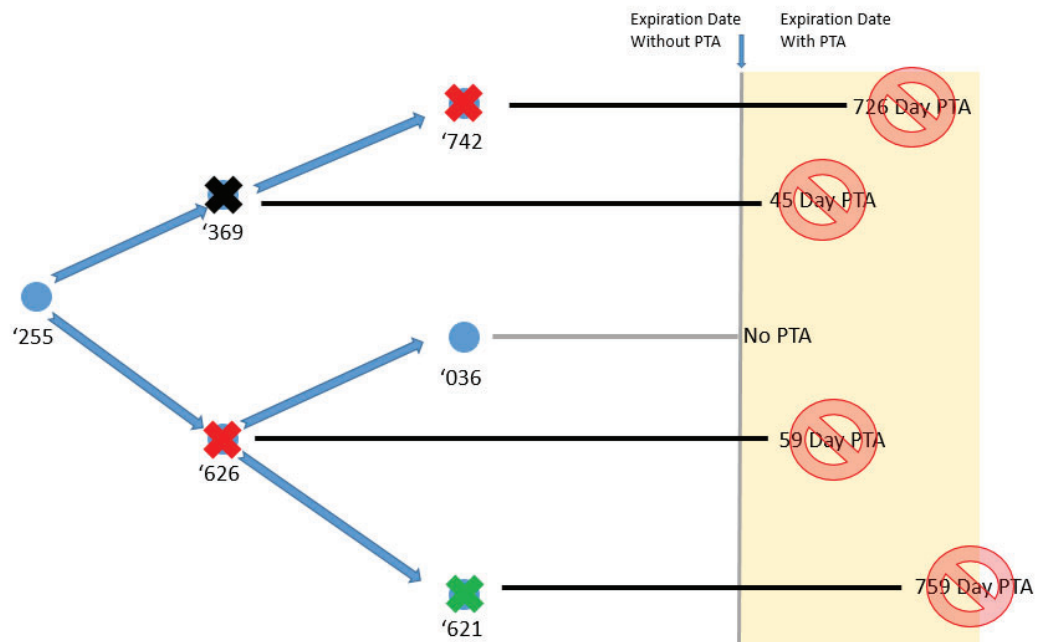 Expiration Date
Without PTA
Expiration Date
With PTA
726 Day PTA
‘742
45 Day PTA
‘369
‘255
No PTA
‘036
59 Day PTA
‘626
759 Day PTA
‘621